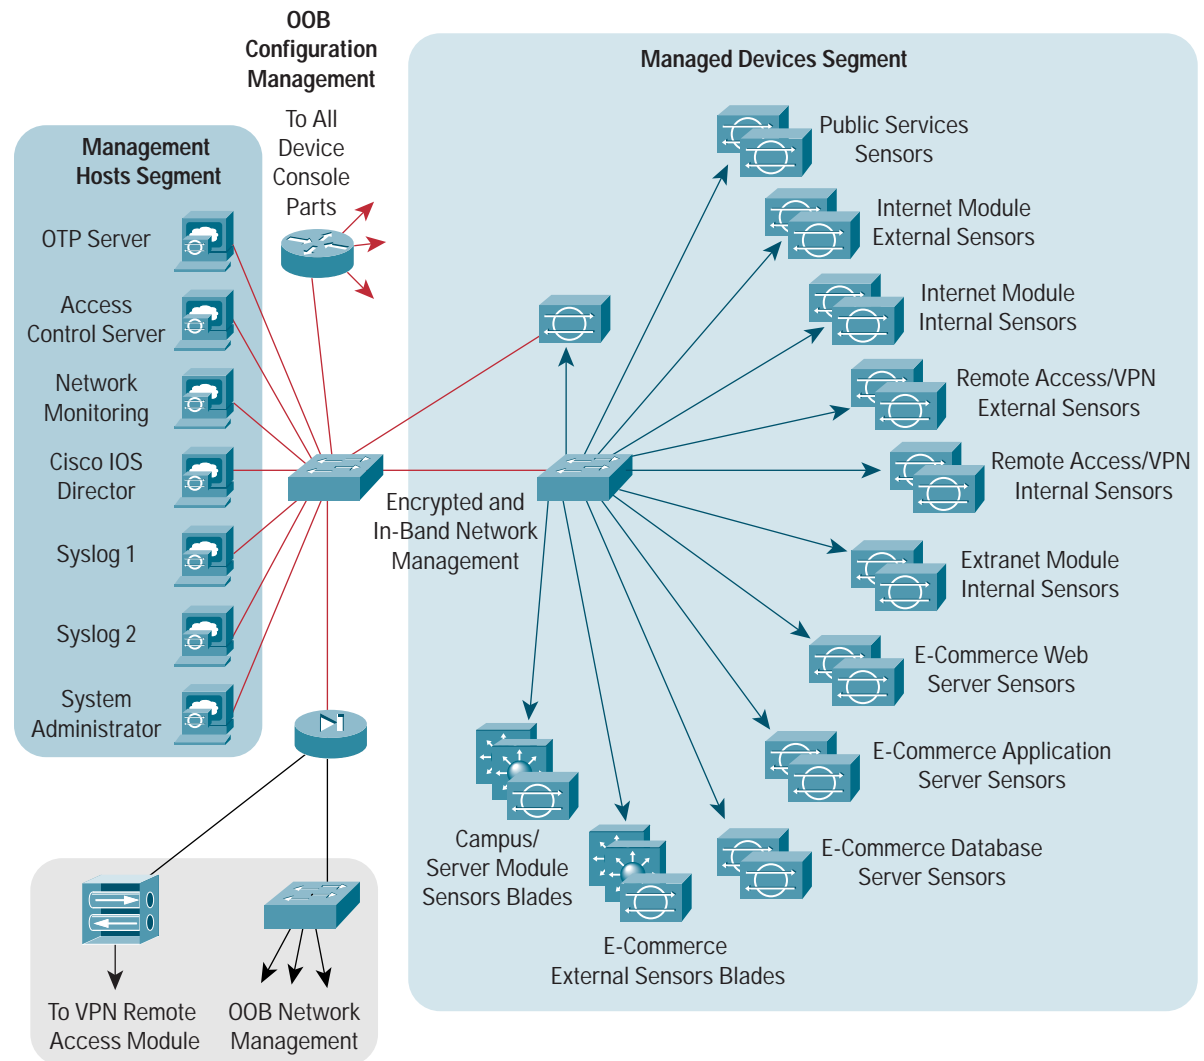 OOB
Configuration
Management
To All
Device
Console
Parts
Management
Hosts Segment
OTP Server
Access
Control Server
Network
Monitoring
Cisco IOS
Director
Syslog 1
Syslog 2
System
Administrator
Managed Devices Segment
Public Services
Sensors
Internet Module
External Sensors
Internet Module
Internal Sensors
Remote Access/VPN
External Sensors
Remote Access/VPN
Internal Sensors
Encrypted and
In-Band Network
Management
Extranet Module
Internal Sensors
E-Commerce Web
Server Sensors
E-Commerce Application
Server Sensors
E-Commerce Database
Server Sensors
Campus/
Server Module
Sensors Blades
E-Commerce
External Sensors Blades
To VPN Remote
Access Module
OOB Network
Management